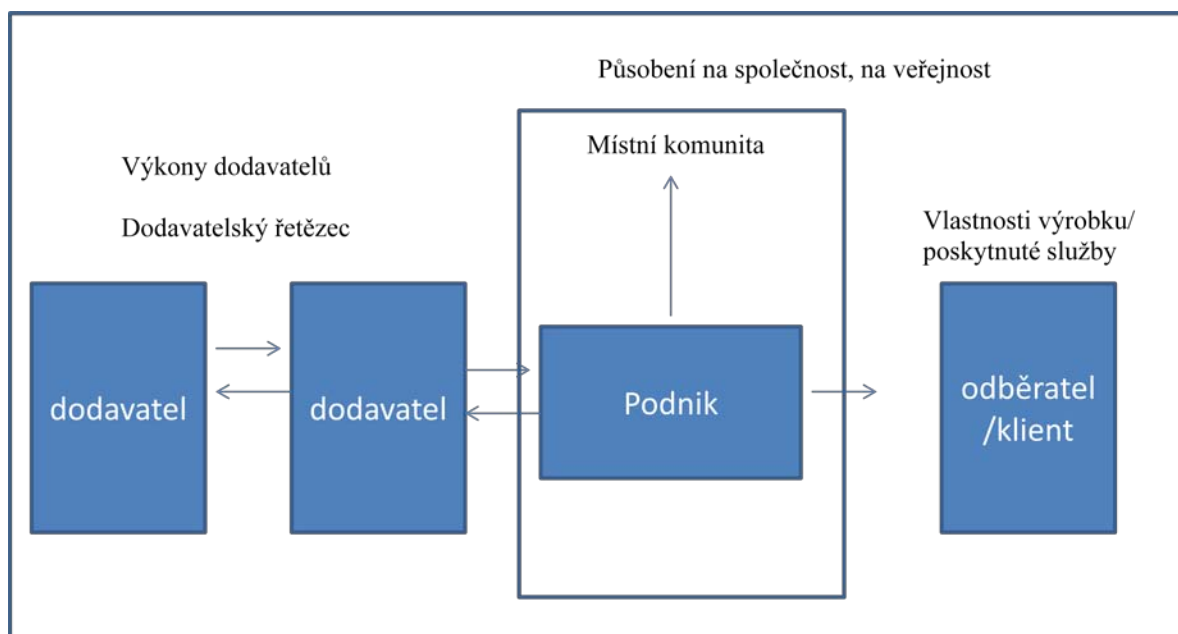 Působení na společnost, na veřejnost
Místní komunita
Výkony dodavatelů
Dodavatelský řetězec
Vlastnosti výrobku/
poskytnuté služby
dodavatel
dodavatel
Podnik
odběratel
/klient